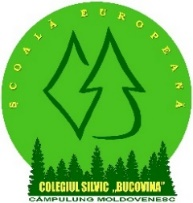 ȘCOALĂ EUROPEANĂ
COLEGIUL SILVIC „BUCOVINA”
CÂMPULUNG MOLDOVENESC